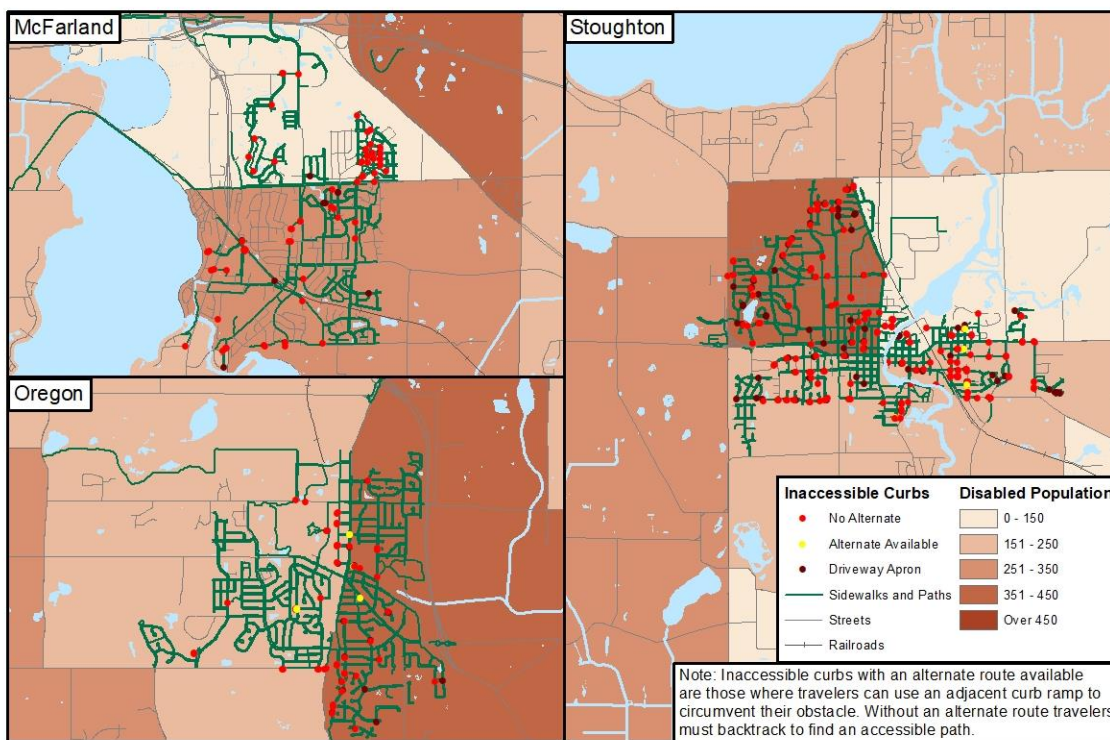 McFarland
Stoughton
Oregon
Inaccessible Curbs
No Alternate
Alternate Available
Driveway Apron
Sidewalks and Paths
Streets
Railroads
Disabled Population
0 - 150
151 - 250
251 - 350
351 - 450
Over 450
Note: Inaccessible curbs with an alternate route available
are those where travelers can use an adjacent curb ramp to
circumvent their obstacle. Without an alternate route travelers
must backtrack to find an accessible path.